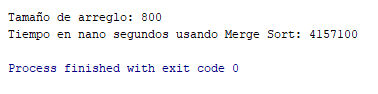 Tamaño de arreglo: 800
Tiempo en nano segundos usando Merge Sort: 4157100
Process finished with exit code 0